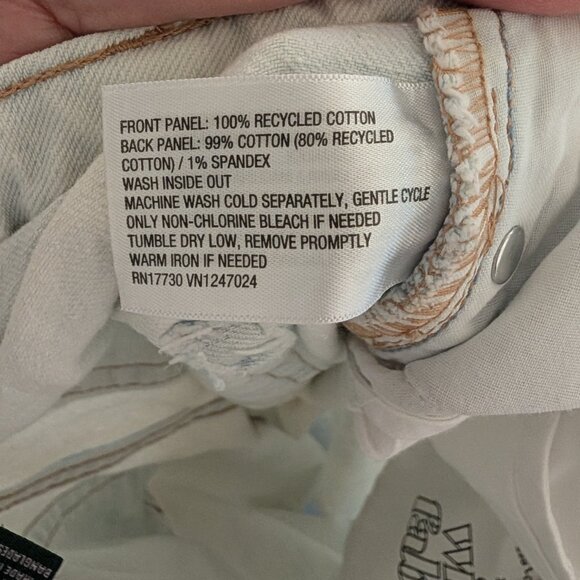 FRONT PANEL: 100% RECYCLED COTTON
BACK PANEL: 99% COTTON (80% RECYCLED
COTTON) / 1% SPANDEX
WASH INSIDE OUT
MACHINE WASH COLD SEPARATELY, GENTLE CYCLE
ONLY NON-CHLORINE BLEACH IF NEEDED
TUMBLE DRY LOW, REMOVE PROMPTLY
WARM IRON IF NEEDED
RN17730 VN1247024